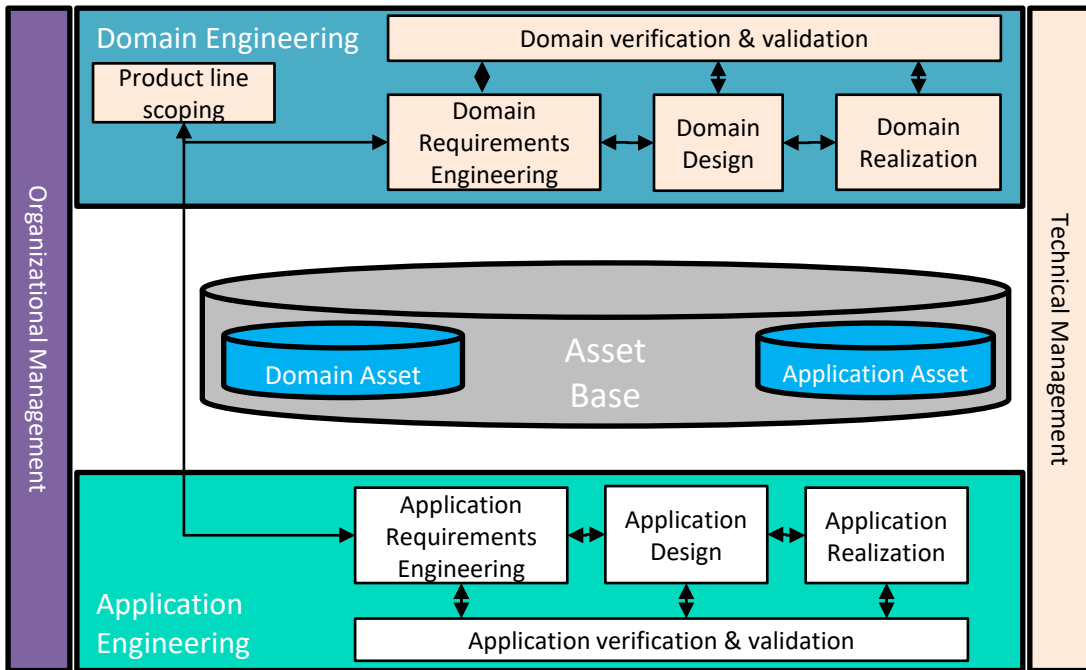 Domain Engineering
Domain verification & validation
Product line
scoping
Domain
Requirements
Engineering
Domain
Design
Domain
Realization
Organizational Management
Technical Management
Asset
Base
Domain Asset
Application Asset
Application
Requirements
Engineering
Application
Design
Application
Realization
Application
Engineering
Application verification & validation